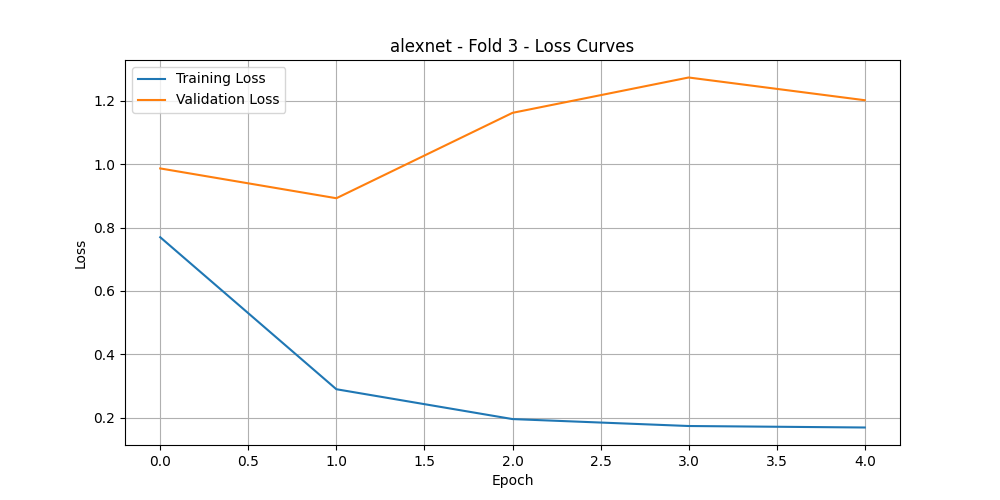 alexnet - Fold 3 - Loss Curves
Training Loss
Validation Loss
1.2
1.0
0.8
0.6
0.4
0.2
Loss
0.0 0.5 1.0 1.5 2.0 2.5 3.0 3.5 4.0
Epoch